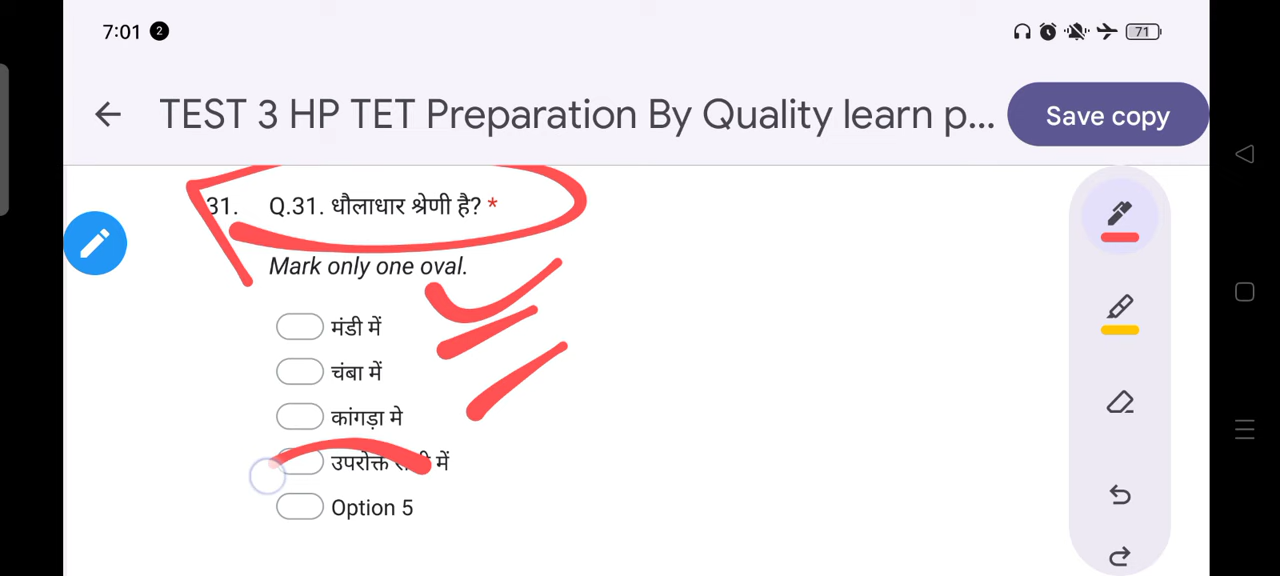 7:01 2 71
TEST 3 HP TET Preparation By Quality learn p... Save copy
31. Q.31. धौलाधार श्रेणी है? *
Mark only one oval.
मंडी में
चंबा में
कांगड़ा मे
उपरोक्त में
Option 5